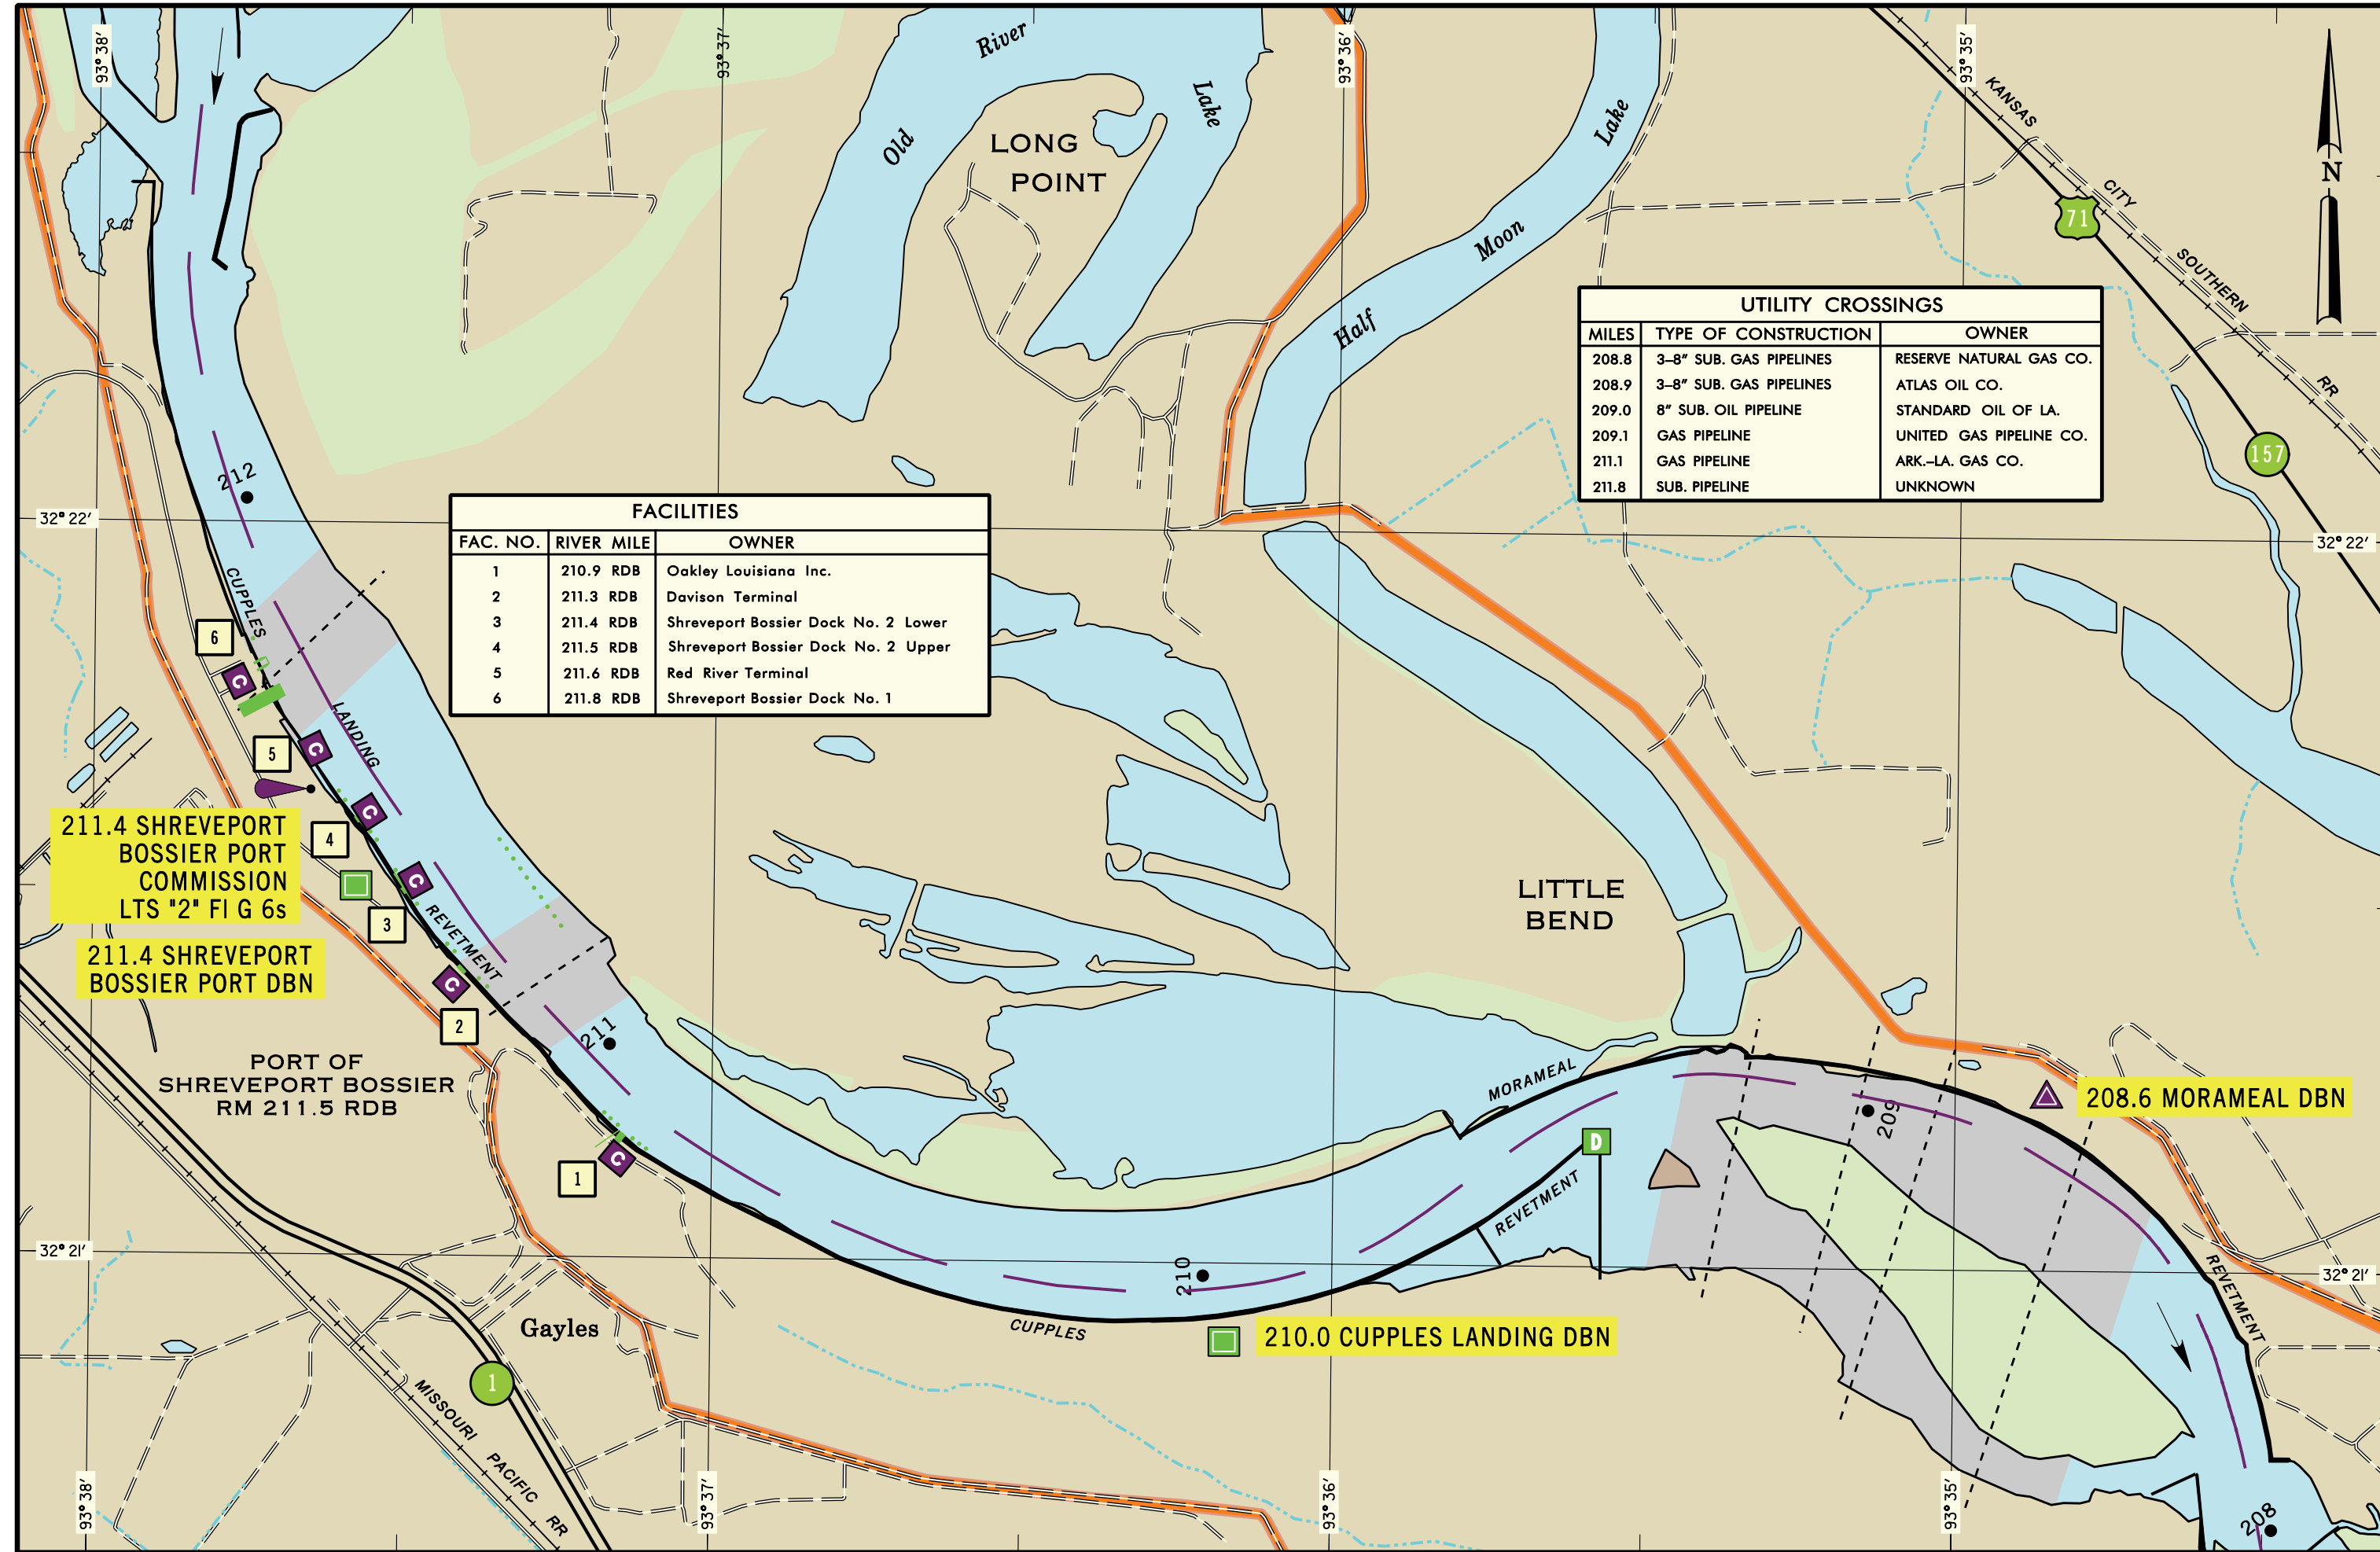 93° 38'
93° 37'
93° 36'
93° 35'
River
Old
Lake
LONG
POINT
Lake
Moon
Half
KANSAS
CITY
SOUTHERN
RR
71
157
N
UTILITY CROSSINGS
MILES TYPE OF CONSTRUCTION OWNER
208.8 3–8" SUB. GAS PIPELINES RESERVE NATURAL GAS CO.
208.9 3–8" SUB. GAS PIPELINES ATLAS OIL CO.
209.0 8" SUB. OIL PIPELINE STANDARD OIL OF LA.
209.1 GAS PIPELINE UNITED GAS PIPELINE CO.
211.1 GAS PIPELINE ARK.–LA. GAS CO.
211.8 SUB. PIPELINE UNKNOWN
212
32° 22'
32° 22'
FACILITIES
FAC. NO. RIVER MILE OWNER
1 210.9 RDB Oakley Louisiana Inc.
2 211.3 RDB Davison Terminal
3 211.4 RDB Shreveport Bossier Dock No. 2 Lower
4 211.5 RDB Shreveport Bossier Dock No. 2 Upper
5 211.6 RDB Red River Terminal
6 211.8 RDB Shreveport Bossier Dock No. 1
CUPPLES
LANDING
REVETMENT
6
C
5
C
C
4
C
3
C
2
C
1
211.4 SHREVEPORT
BOSSIER PORT
COMMISSION
LTS "2" Fl G 6s
211.4 SHREVEPORT
BOSSIER PORT DBN
PORT OF
SHREVEPORT BOSSIER
RM 211.5 RDB
211
LITTLE
BEND
MORAMEAL
REVETMENT
D
209
208.6 MORAMEAL DBN
32° 21'
32° 21'
REVETMENT
210
CUPPLES
210.0 CUPPLES LANDING DBN
Gayles
1
MISSOURI
PACIFIC
RR
208
93° 38'
93° 37'
93° 36'
93° 35'